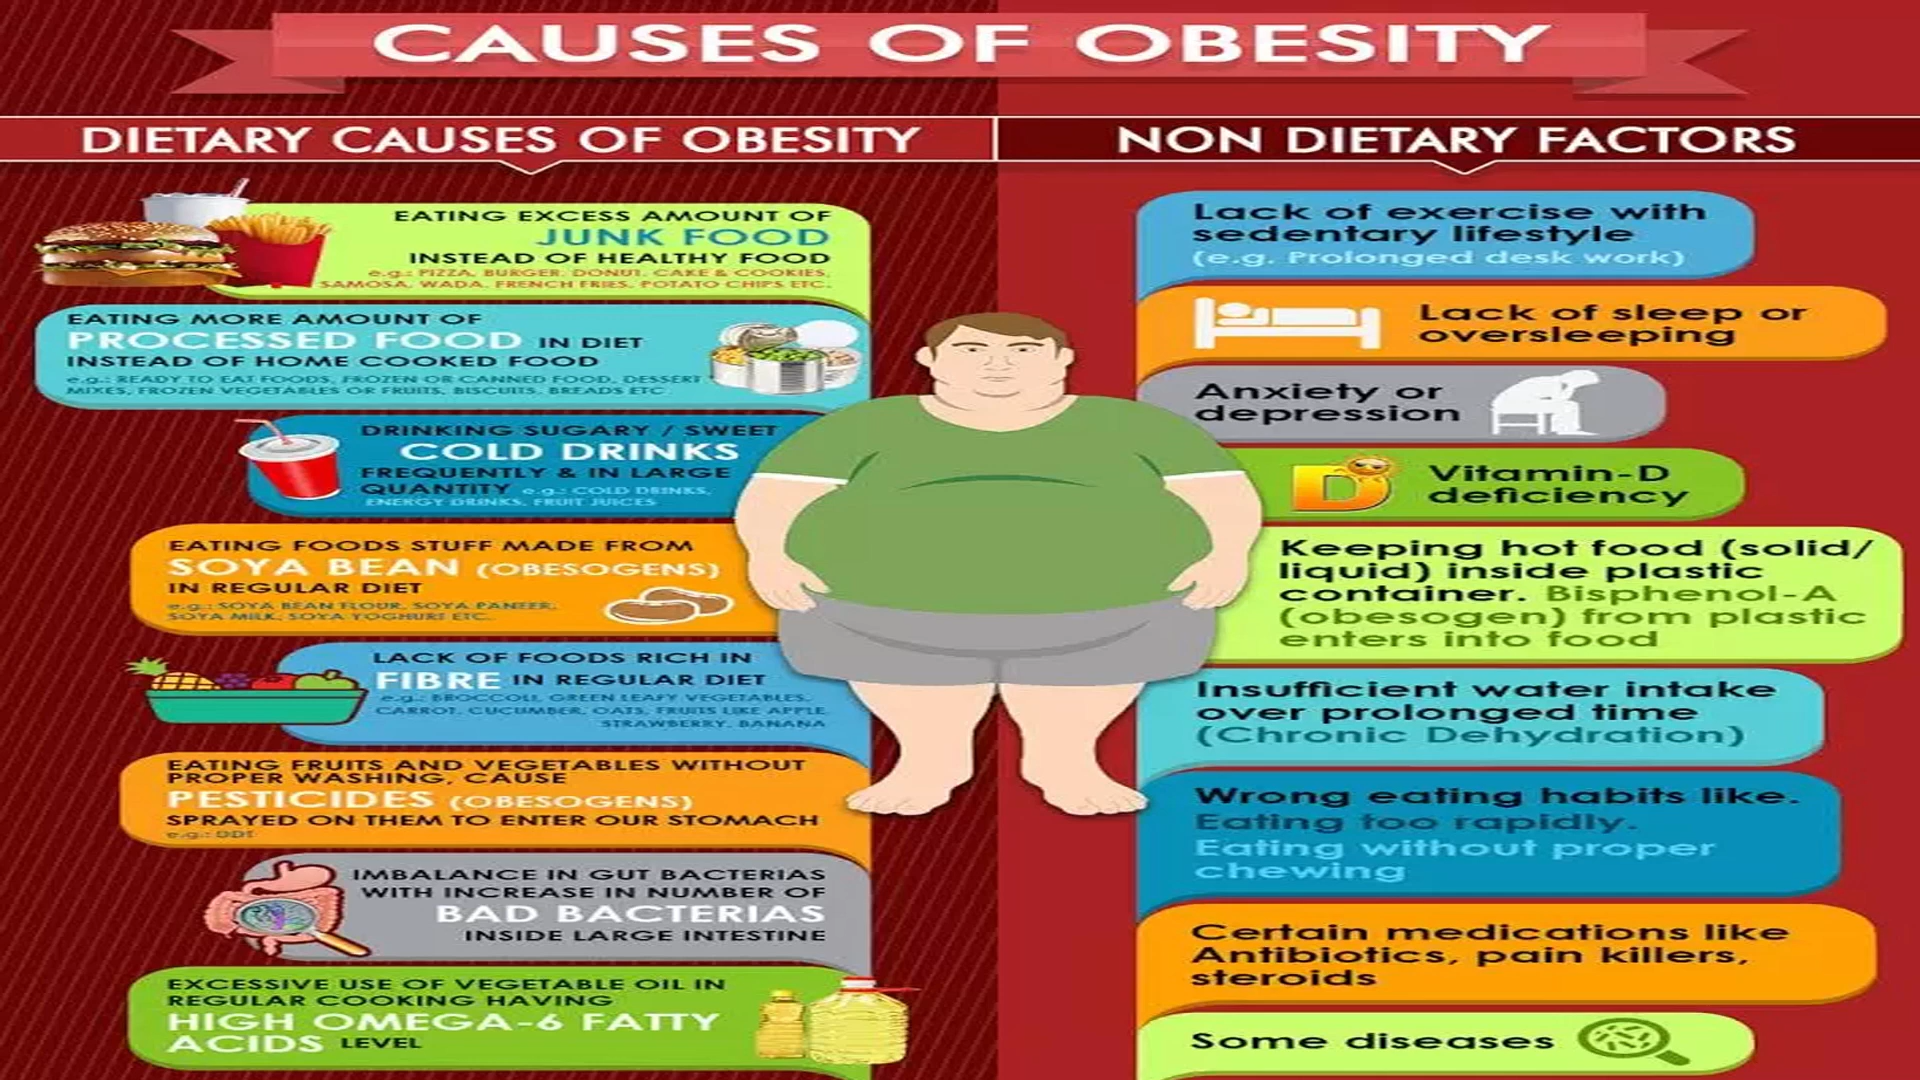 CAUSES OF OBESITY
DIETARY CAUSES OF OBESITY
EATING EXCESS AMOUNT OF
JUNK FOOD
INSTEAD OF HEALTHY FOOD
e.g.: PIZZA, BURGER, DONUT, CAKE & COOKIES,
SAMOSA, WADA, FRENCH FRIES, POTATO CHIPS ETC.
EATING MORE AMOUNT OF
PROCESSED FOOD IN DIET
INSTEAD OF HOME COOKED FOOD
e.g.: READY TO EAT FOODS, FROZEN OR CANNED FOOD, DESSERT
MIXES, FROZEN VEGETABLES OR FRUITS, BISCUITS, BREADS ETC
DRINKING SUGARY / SWEET
COLD DRINKS
FREQUENTLY & IN LARGE
QUANTITY e.g.: COLD DRINKS,
ENERGY DRINKS, FRUIT JUICES
EATING FOODS STUFF MADE FROM
SOYA BEAN (OBESOGENS)
IN REGULAR DIET
e.g.: SOYA BEAN FLOUR, SOYA PANEER,
SOYA MILK, SOYA YOGHURT ETC.
LACK OF FOODS RICH IN
FIBRE IN REGULAR DIET
e.g.: BROCCOLI, GREEN LEAFY VEGETABLES,
CARROT, CUCUMBER, OATS, FRUITS LIKE APPLE,
STRAWBERRY, BANANA
EATING FRUITS AND VEGETABLES WITHOUT
PROPER WASHING, CAUSE
PESTICIDES (OBESOGENS)
SPRAYED ON THEM TO ENTER OUR STOMACH
e.g.: DDT
IMBALANCE IN GUT BACTERIAS
WITH INCREASE IN NUMBER OF
BAD BACTERIAS
INSIDE LARGE INTESTINE
EXCESSIVE USE OF VEGETABLE OIL IN
REGULAR COOKING HAVING
HIGH OMEGA-6 FATTY
ACIDS LEVEL
NON DIETARY FACTORS
Lack of exercise with
sedentary lifestyle
(e.g. Prolonged desk work)
Lack of sleep or
oversleeping
Anxiety or
depression
D
Vitamin-D
deficiency
Keeping hot food (solid/
liquid) inside plastic
container. Bisphenol-A
(obesogen) from plastic
enters into food
Insufficient water intake
over prolonged time
(Chronic Dehydration)
Wrong eating habits like.
Eating too rapidly.
Eating without proper
chewing
Certain medications like
Antibiotics, pain killers,
steroids
Some diseases